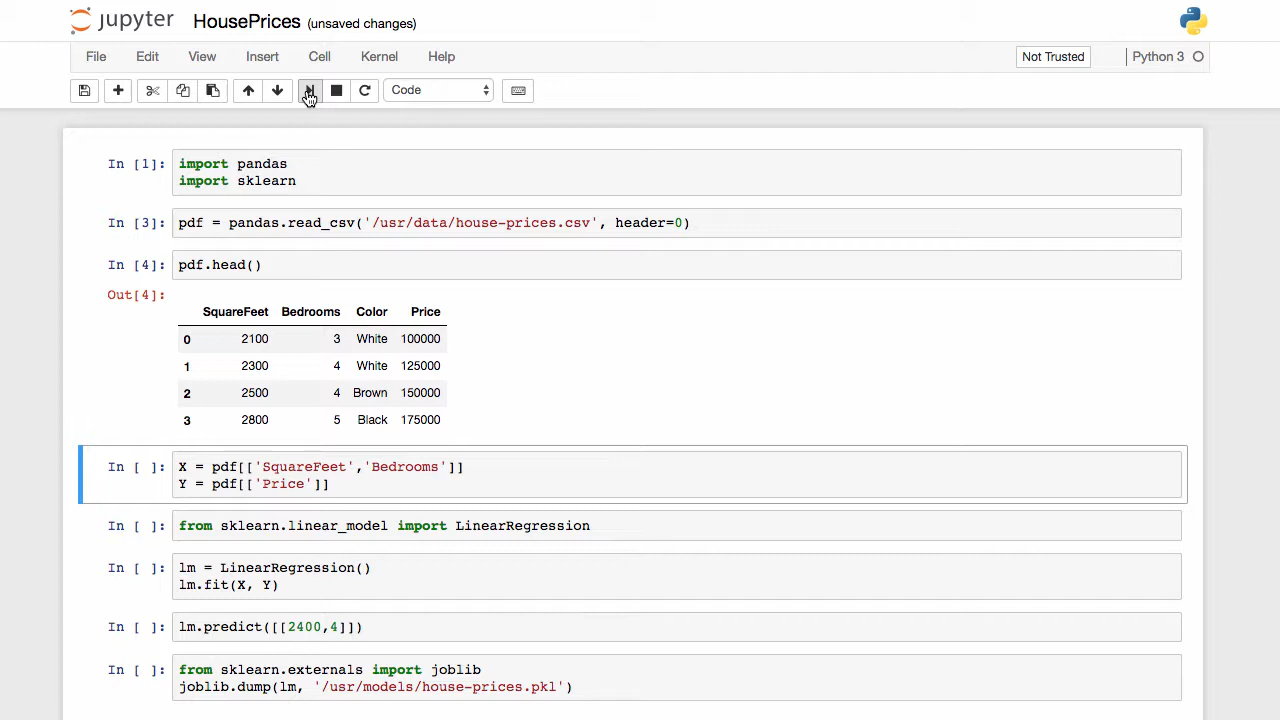 jupyter HousePrices (unsaved changes)
File Edit View Insert Cell Kernel Help Not Trusted Python 3
Code
In [1]: import pandas
import sklearn
In [3]: pdf = pandas.read_csv('/usr/data/house-prices.csv', header=0)
In [4]: pdf.head()
Out[4]:
SquareFeet Bedrooms Color Price
0 2100 3 White 100000
1 2300 4 White 125000
2 2500 4 Brown 150000
3 2800 5 Black 175000
In [ ]: X = pdf[['SquareFeet','Bedrooms']]
Y = pdf[['Price']]
In [ ]: from sklearn.linear_model import LinearRegression
In [ ]: lm = LinearRegression()
lm.fit(X, Y)
In [ ]: lm.predict([[2400,4]])
In [ ]: from sklearn.externals import joblib
joblib.dump(lm, '/usr/models/house-prices.pkl')